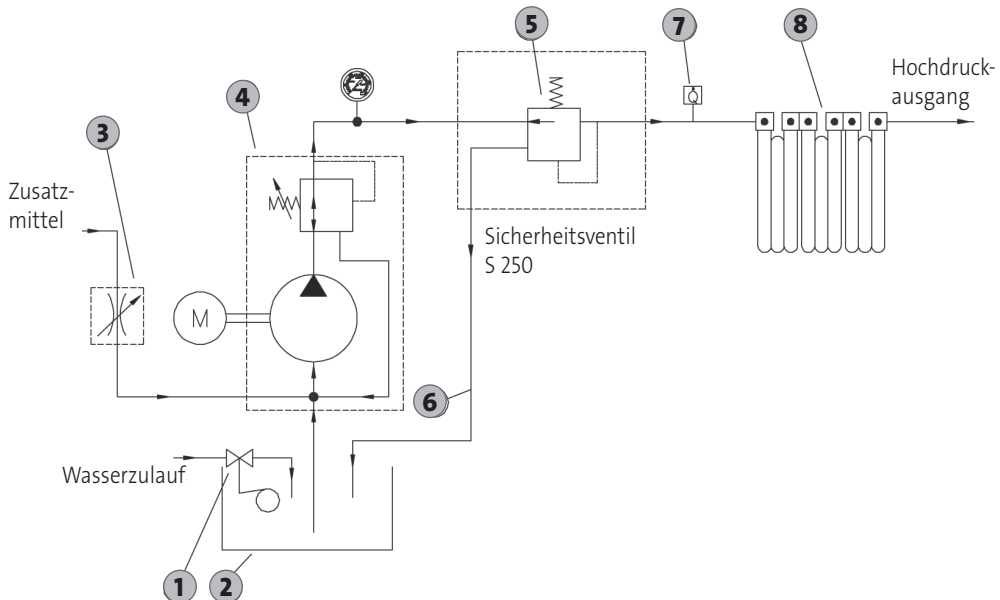 5
7
8
Hochdruck-
ausgang
4
3
Zusatz-
mittel
Sicherheitsventil
S 250
M
6
Wasserzulauf
1
2